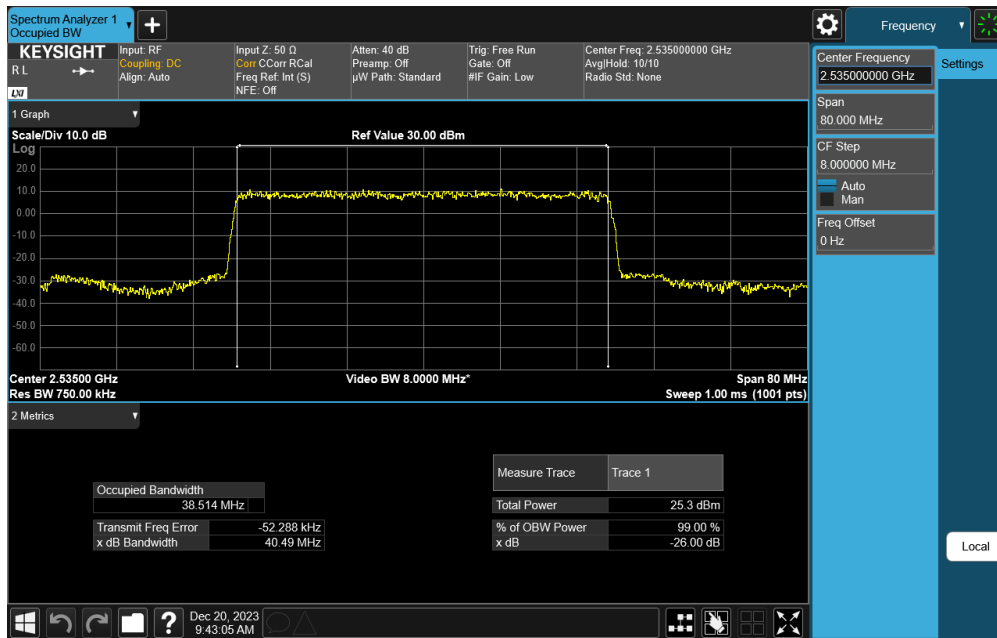 Spectrum Analyzer 1
Occupied BW
+
Frequency
KEYSIGHT
R L
LXI
Input: RF
Coupling: DC
Align: Auto
Input Z: 50 Ω
Corr CCorr RCal
Freq Ref: Int (S)
NFE: Off
Atten: 40 dB
Preamp: Off
µW Path: Standard
Trig: Free Run
Gate: Off
#IF Gain: Low
Center Freq: 2.535000000 GHz
Avg|Hold: 10/10
Radio Std: None
Center Frequency
2.535000000 GHz
Settings
Span
80.000 MHz
CF Step
8.000000 MHz
Auto
Man
Freq Offset
0 Hz
Local
1 Graph
Scale/Div 10.0 dB
Ref Value 30.00 dBm
Log
20.0
10.0
0.00
-10.0
-20.0
-30.0
-40.0
-50.0
-60.0
Center 2.53500 GHz
Video BW 8.0000 MHz*
Span 80 MHz
Res BW 750.00 kHz
Sweep 1.00 ms (1001 pts)
2 Metrics
Occupied Bandwidth
38.514 MHz
Transmit Freq Error -52.288 kHz
x dB Bandwidth 40.49 MHz
Measure Trace Trace 1
Total Power 25.3 dBm
% of OBW Power 99.00 %
x dB -26.00 dB
?
Dec 20, 2023
9:43:05 AM